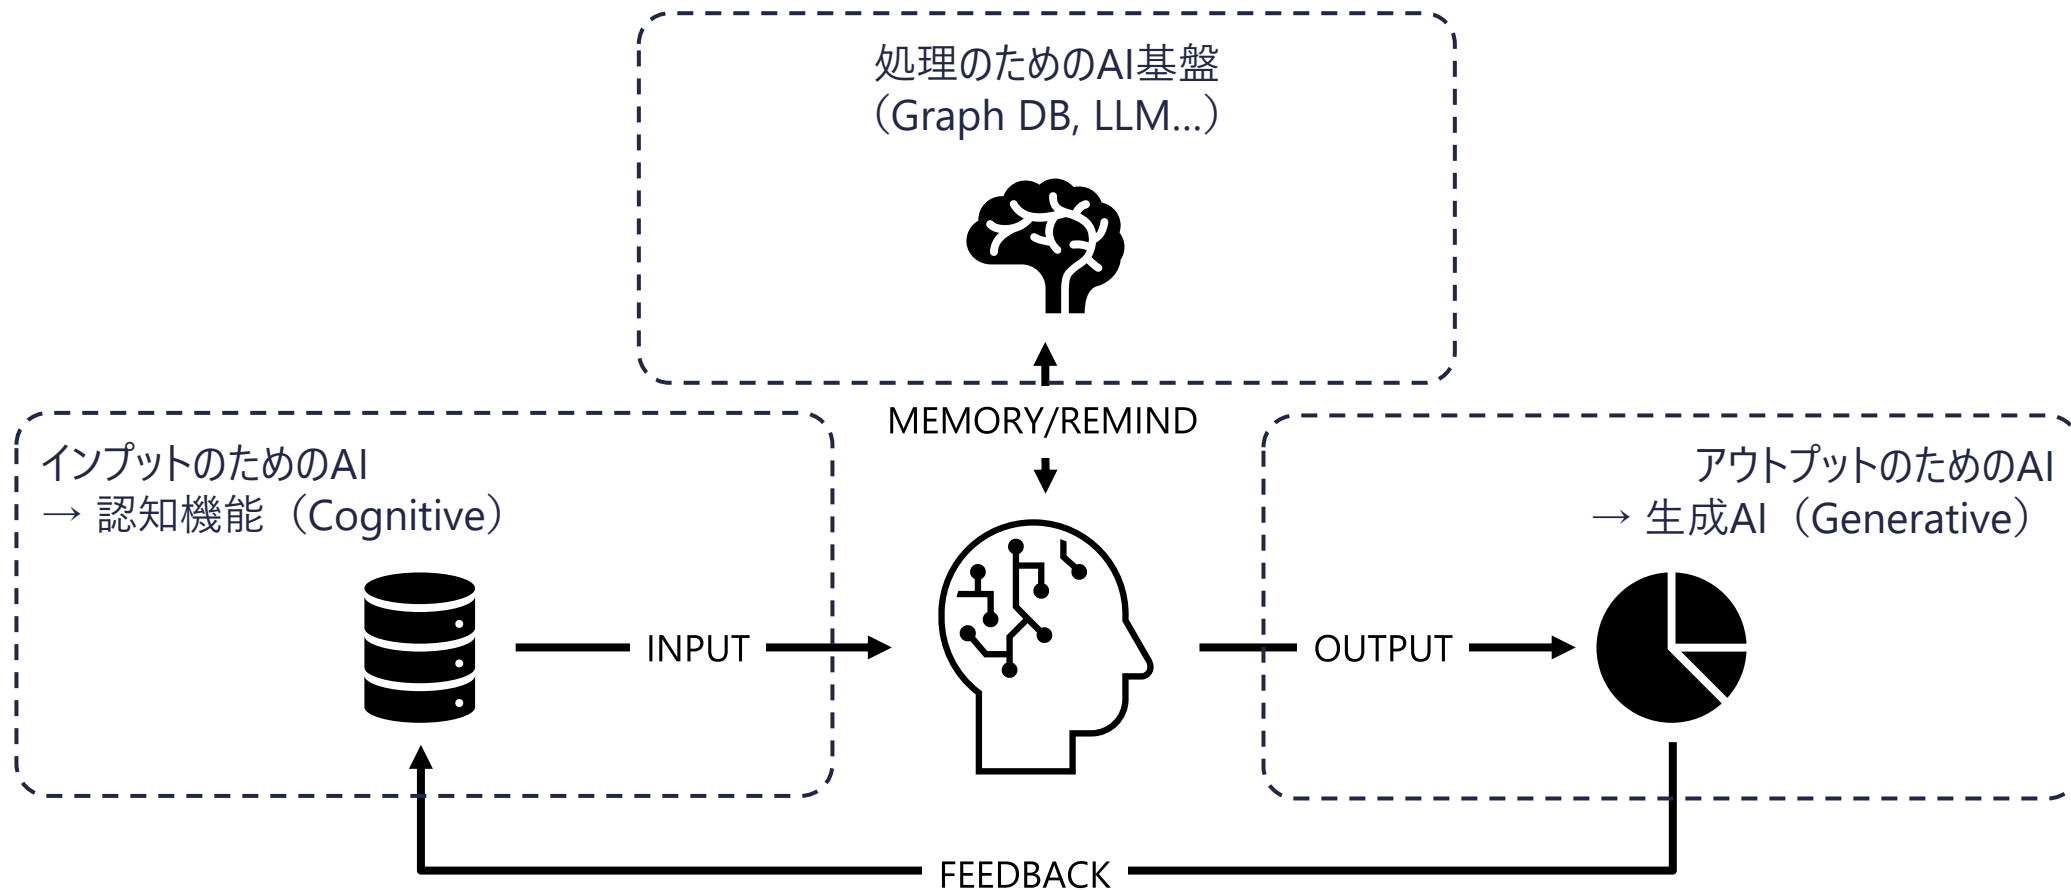 処理のためのAI基盤
（Graph DB, LLM…）
MEMORY/REMIND
インプットのためのAI
→ 認知機能（Cognitive）
アウトプットのためのAI
→ 生成AI（Generative）
INPUT
OUTPUT
FEEDBACK